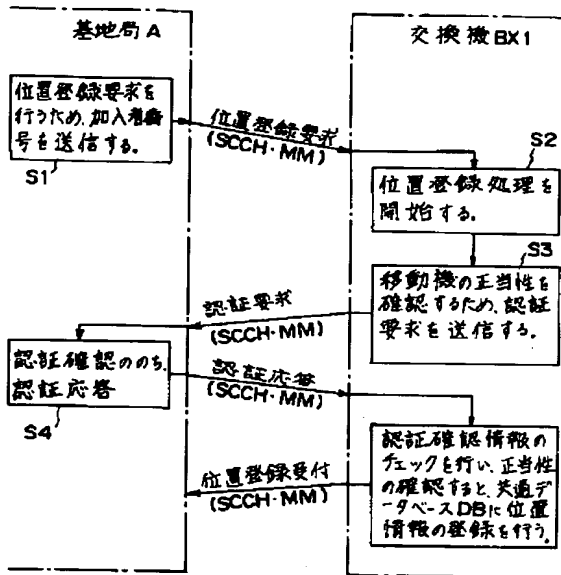 基地局A
交換機BX1
位置登録要求を
行うため、加入者番
号を送信する。
S1
位置登録要求
(SCCH·MM)
S2
位置登録処理を
開始する。
S3
移動機の正当性を
確認するため、認証
要求を送信する。
認証要求
(SCCH·MM)
認証確認ののち、
認証応答
S4
認証応答
(SCCH·MM)
認証確認情報の
チェックを行い、正当性
の確認すると、共通デ
ータベースDBに位置
情報の登録を行う。
位置登録受付
(SCCH·MM)